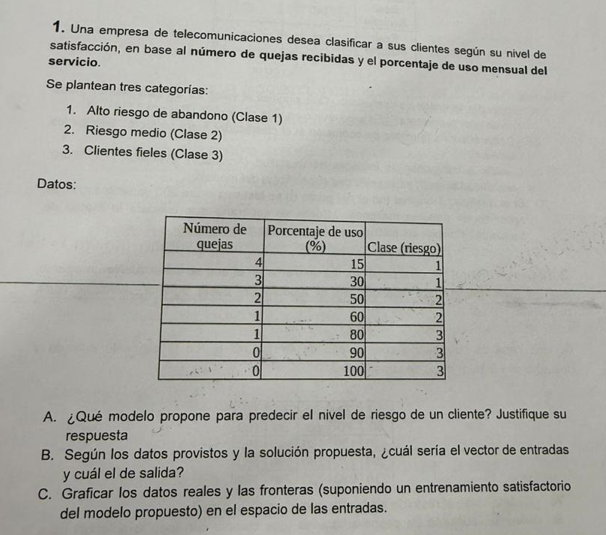 1. Una empresa de telecomunicaciones desea clasificar a sus clientes según su nivel de
satisfacción, en base al número de quejas recibidas y el porcentaje de uso mensual del
servicio.
Se plantean tres categorías:
1. Alto riesgo de abandono (Clase 1)
2. Riesgo medio (Clase 2)
3. Clientes fieles (Clase 3)
Datos:
Número de quejas Porcentaje de uso (%) Clase (riesgo)
4 15 1
3 30 1
2 50 2
1 60 2
1 80 3
0 90 3
0 100 3
A. ¿Qué modelo propone para predecir el nivel de riesgo de un cliente? Justifique su
respuesta
B. Según los datos provistos y la solución propuesta, ¿cuál sería el vector de entradas
y cuál el de salida?
C. Graficar los datos reales y las fronteras (suponiendo un entrenamiento satisfactorio
del modelo propuesto) en el espacio de las entradas.